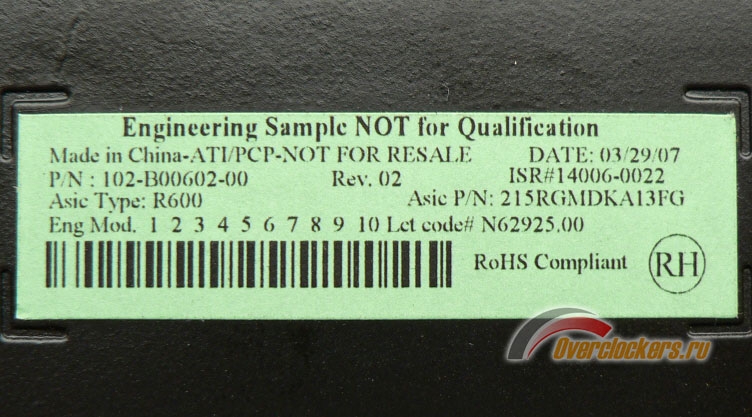 Engineering Sample NOT for Qualification
Made in China-ATI/PCP-NOT FOR RESALE DATE: 03/29/07
P/N : 102-B00602-00 Rev. 02 ISR#14006-0022
Asic Type: R600 Asic P/N: 215RGMDKA13FG
Eng Mod. 1 2 3 4 5 6 7 8 9 10 Lct code# N62925.00
RoHS Compliant RH
Overclockers.ru